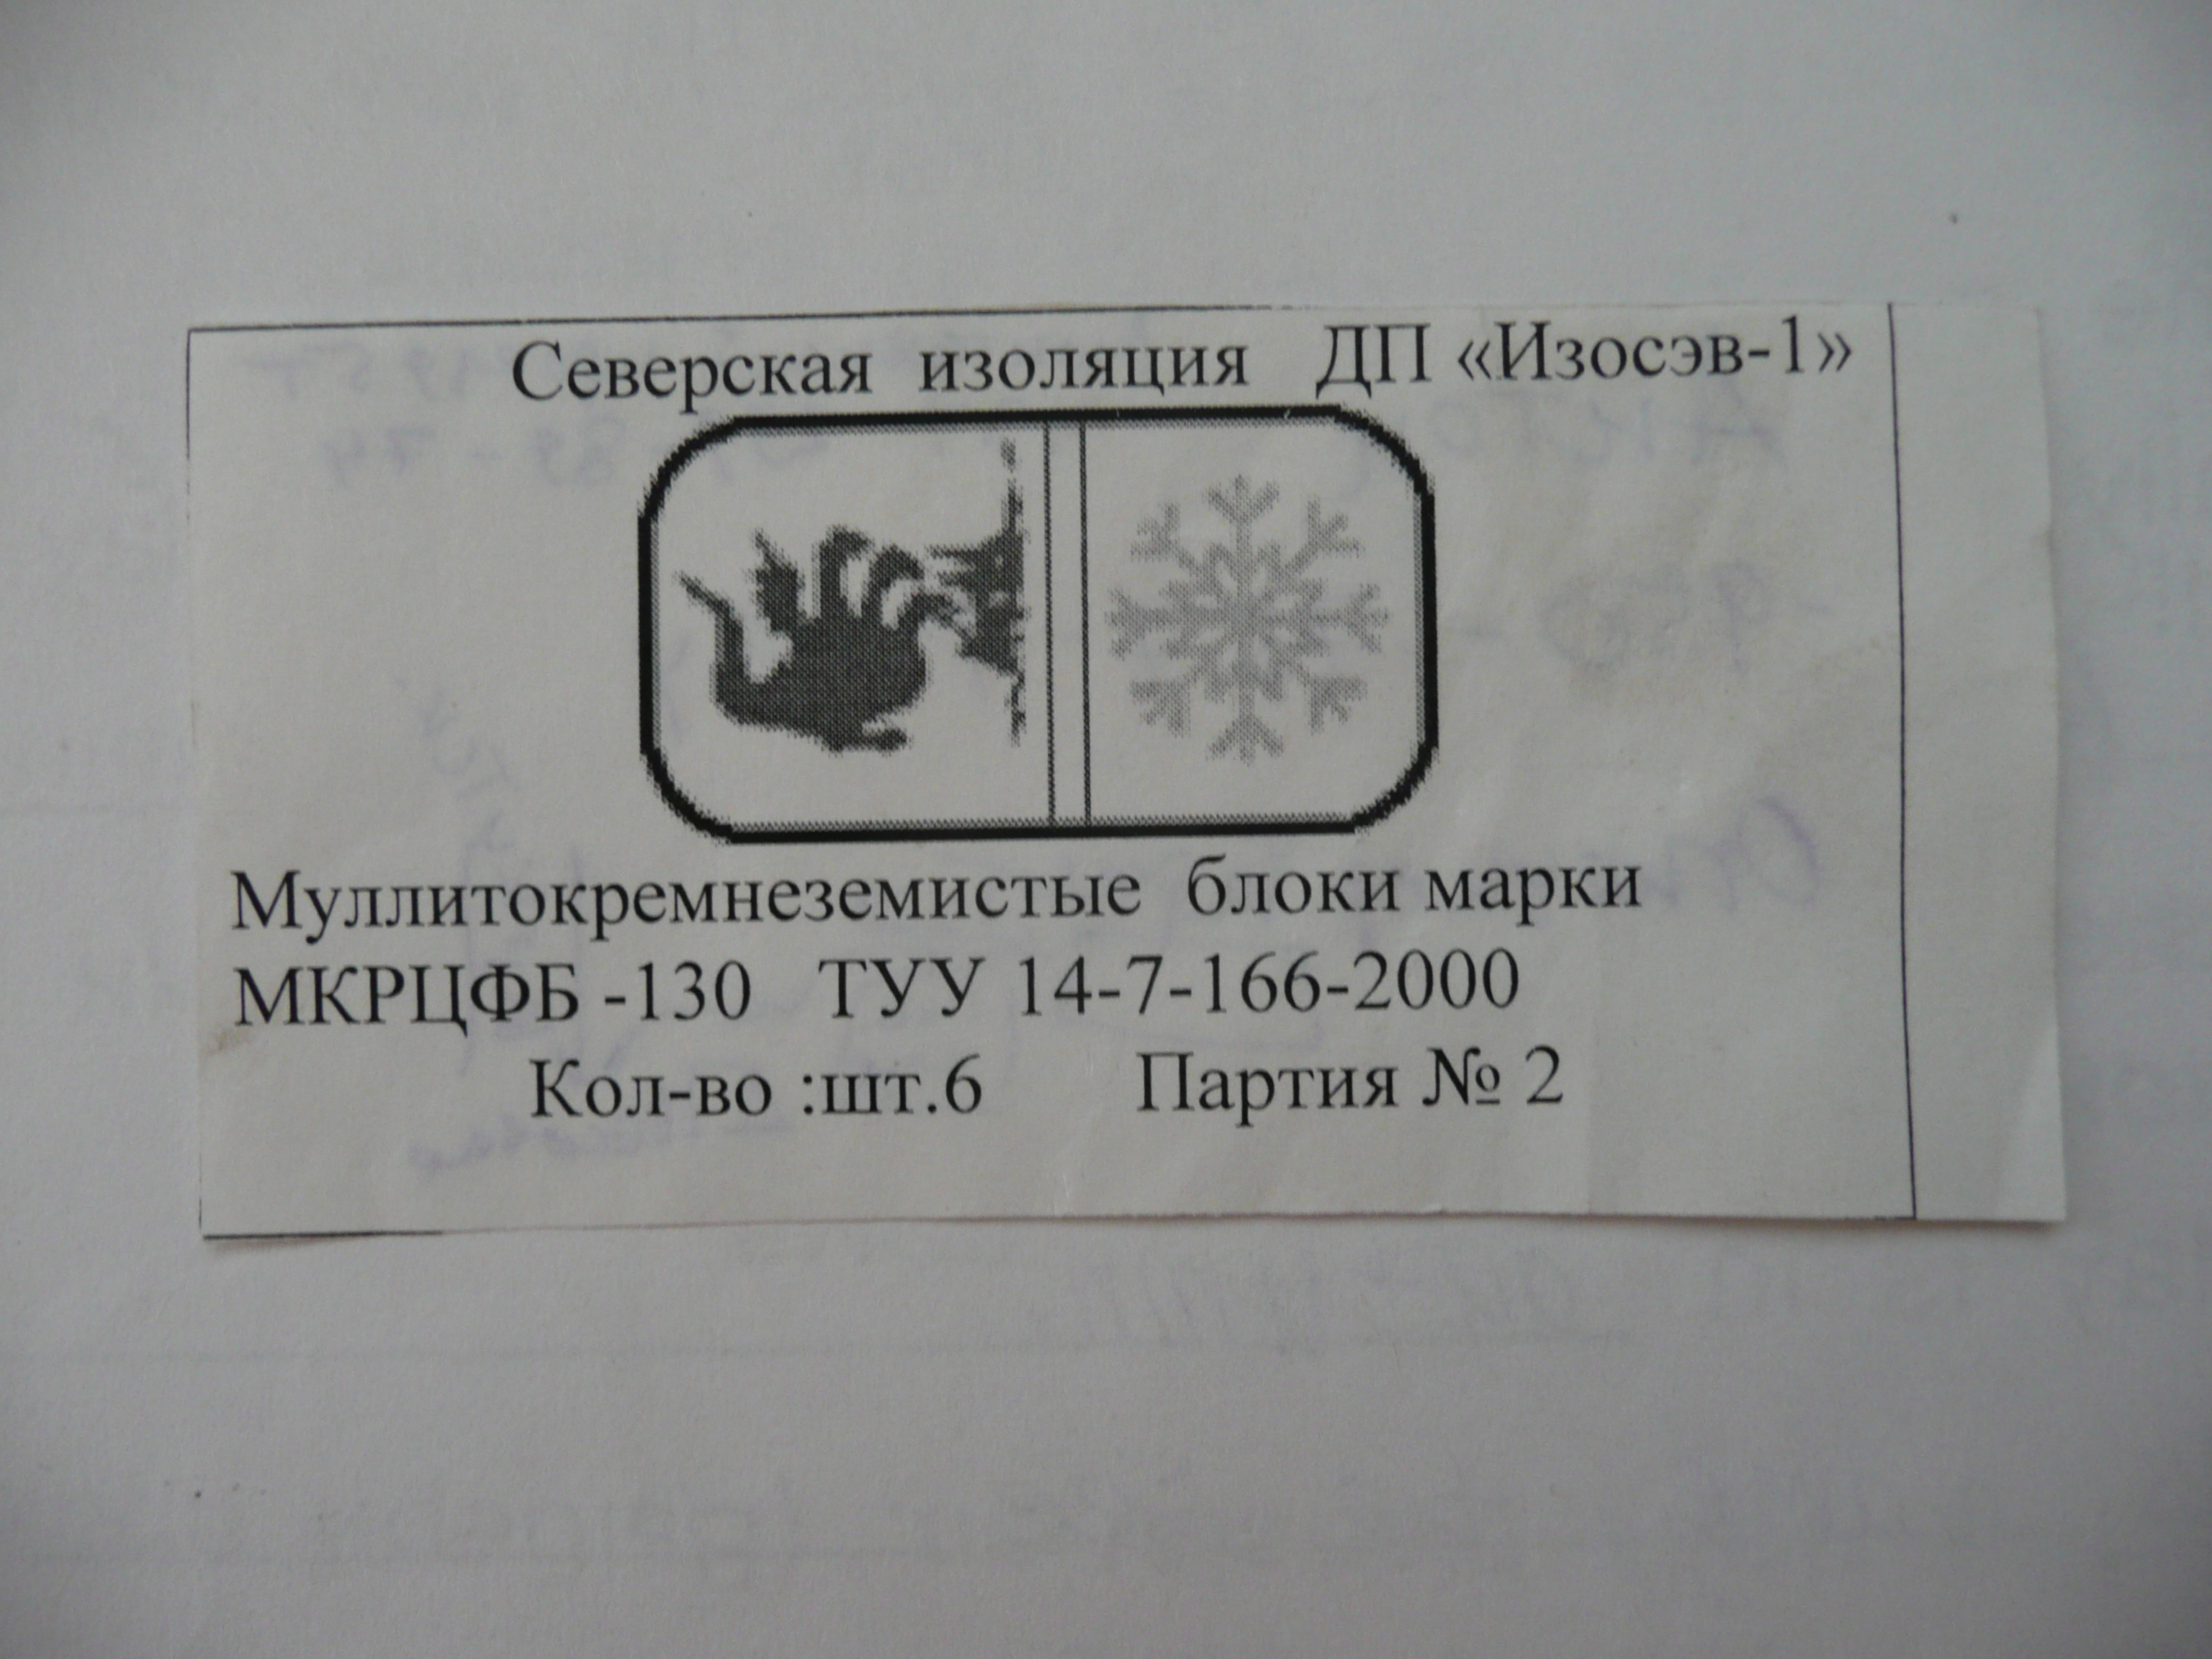 Северская изоляция ДП «Изосэв-1»
Муллитокремнеземистые блоки марки
МКРЦФБ -130 ТУУ 14-7-166-2000
Кол-во :шт.6 Партия № 2